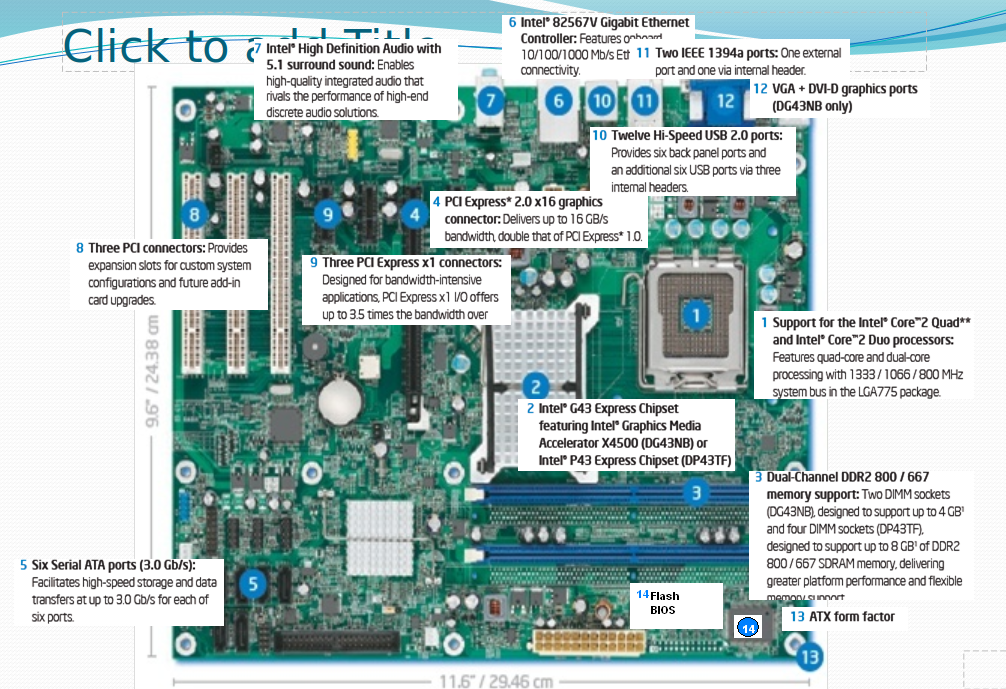 Click to add Title
6 Intel® 82567V Gigabit Ethernet
Controller: Features onboard
10/100/1000 Mb/s Eth
connectivity.
7 Intel® High Definition Audio with
5.1 surround sound: Enables
high-quality integrated audio that
rivals the performance of high-end
discrete audio solutions.
11 Two IEEE 1394a ports: One external
port and one via internal header.
12 VGA + DVI-D graphics ports
(DG43NB only)
7
6
10
11
12
10 Twelve Hi-Speed USB 2.0 ports:
Provides six back panel ports and
an additional six USB ports via three
internal headers.
8
9
4
4 PCI Express* 2.0 x16 graphics
connector: Delivers up to 16 GB/s
bandwidth, double that of PCI Express* 1.0.
8 Three PCI connectors: Provides
expansion slots for custom system
configurations and future add-in
card upgrades.
9 Three PCI Express x1 connectors:
Designed for bandwidth-intensive
applications, PCI Express x1 I/O offers
up to 3.5 times the bandwidth over
1
1 Support for the Intel® Core™2 Quad**
and Intel® Core™2 Duo processors:
Features quad-core and dual-core
processing with 1333 / 1066 / 800 MHz
system bus in the LGA775 package.
9.6" / 24.38 cm
2
2 Intel® G43 Express Chipset
featuring Intel® Graphics Media
Accelerator X4500 (DG43NB) or
Intel® P43 Express Chipset (DP43TF)
3
3 Dual-Channel DDR2 800 / 667
memory support: Two DIMM sockets
(DG43NB), designed to support up to 4 GB¹
and four DIMM sockets (DP43TF),
designed to support up to 8 GB¹ of DDR2
800 / 667 SDRAM memory, delivering
greater platform performance and flexible
memory support.
5 Six Serial ATA ports (3.0 Gb/s):
Facilitates high-speed storage and data
transfers at up to 3.0 Gb/s for each of
six ports.
5
14 Flash
BIOS
14
13 ATX form factor
13
11.6" / 29.46 cm